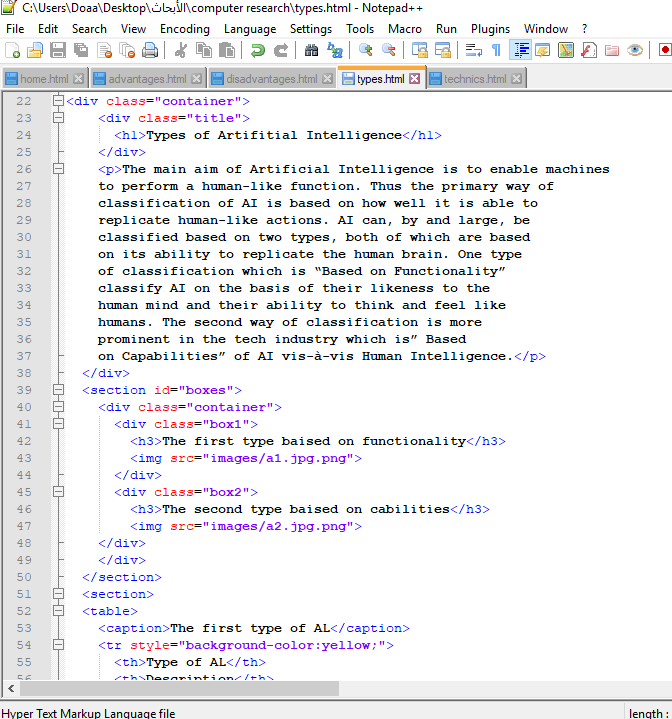 C:\Users\Doaa\Desktop\الأبحاث\computer research\types.html - Notepad++
File Edit Search View Encoding Language Settings Tools Macro Run Plugins Window ?
home.html advantages.html disadvantages.html types.html technics.html
22 <div class="container">
23 <div class="title">
24 <h1>Types of Artifitial Intelligence</h1>
25 </div>
26 <p>The main aim of Artificial Intelligence is to enable machines
27 to perform a human-like function. Thus the primary way of
28 classification of AI is based on how well it is able to
29 replicate human-like actions. AI can, by and large, be
30 classified based on two types, both of which are based
31 on its ability to replicate the human brain. One type
32 of classification which is “Based on Functionality”
33 classify AI on the basis of their likeness to the
34 human mind and their ability to think and feel like
35 humans. The second way of classification is more
36 prominent in the tech industry which is” Based
37 on Capabilities” of AI vis-à-vis Human Intelligence.</p>
38 </div>
39 <section id="boxes">
40 <div class="container">
41 <div class="box1">
42 <h3>The first type baised on functionality</h3>
43 <img src="images/a1.jpg.png">
44 </div>
45 <div class="box2">
46 <h3>The second type baised on cabilities</h3>
47 <img src="images/a2.jpg.png">
48 </div>
49 </div>
50 </section>
51 <section>
52 <table>
53 <caption>The first type of AL</caption>
54 <tr style="background-color:yellow;">
55 <th>Type of AL</th>
56 <th>Description</th>
Hyper Text Markup Language file length :